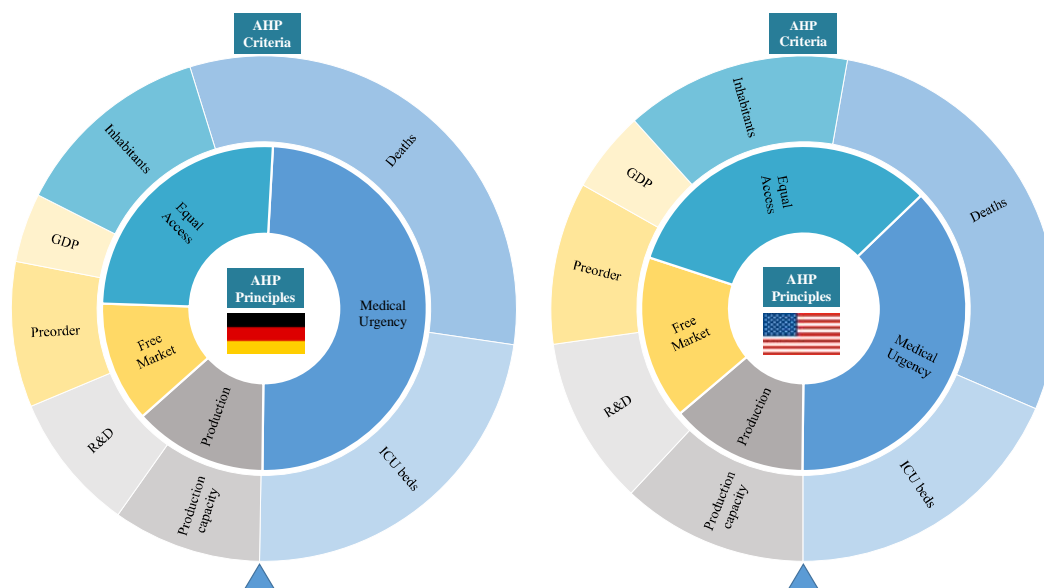 AHP
Criteria
Deaths
Inhabitants
GDP
Preorder
R&D
Production
capacity
ICU beds
Equal
Access
Free
Market
Production
Medical
Urgency
AHP
Principles
AHP
Criteria
Inhabitants
Deaths
GDP
Preorder
R&D
Production
capacity
ICU beds
Equal
Access
Free
Market
Production
Medical
Urgency
AHP
Principles